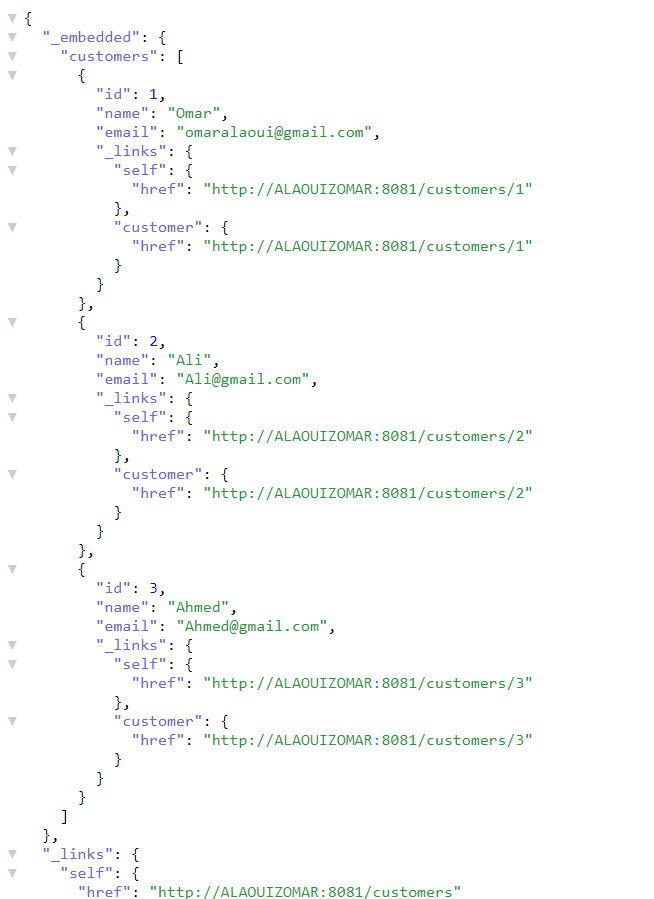 {
"_embedded": {
"customers": [
{
"id": 1,
"name": "Omar",
"email": "omaralaoui@gmail.com",
"_links": {
"self": {
"href": "http://ALAOUIZOMAR:8081/customers/1"
},
"customer": {
"href": "http://ALAOUIZOMAR:8081/customers/1"
}
}
},
{
"id": 2,
"name": "Ali",
"email": "Ali@gmail.com",
"_links": {
"self": {
"href": "http://ALAOUIZOMAR:8081/customers/2"
},
"customer": {
"href": "http://ALAOUIZOMAR:8081/customers/2"
}
}
},
{
"id": 3,
"name": "Ahmed",
"email": "Ahmed@gmail.com",
"_links": {
"self": {
"href": "http://ALAOUIZOMAR:8081/customers/3"
},
"customer": {
"href": "http://ALAOUIZOMAR:8081/customers/3"
}
}
}
]
},
"_links": {
"self": {
"href": "http://ALAOUIZOMAR:8081/customers"